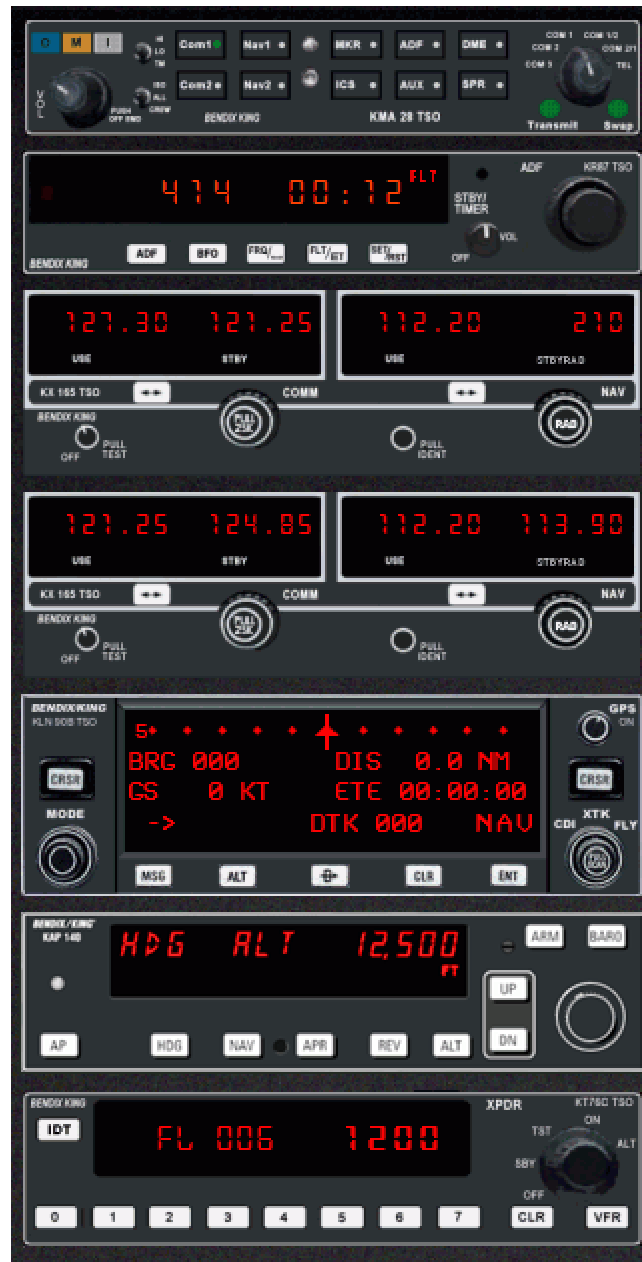 O M I HI LO TM Com1 Nav1 MKR ADF DME COM 1 COM 1/2 COM 2 COM 2/1 COM 3 TEL
VOL PUSH OFF EMG ISO ALL CREW Com2 Nav2 ICS AUX SPR
BENDIX KING KMA 28 TSO Transmit Swap
414 00:12 FLT STBY/TIMER ADF KR87 TSO
OFF VOL
BENDIX KING ADF BFO FRQ/ FLT/ET SET/RST
127.30 121.25 112.20 210
USE STBY USE STBYRAD
KX 165 TSO COMM NAV
BENDIX KING OFF PULL TEST PULL 25K PULL IDENT RAD
121.25 124.85 112.20 113.90
USE STBY USE STBYRAD
KX 165 TSO COMM NAV
BENDIX KING OFF PULL TEST PULL 25K PULL IDENT RAD
BENDIX/KING GPS
KLN 90B TSO ON
5
BRG 000 DIS 0.0 NM
CRSR GS 0 KT ETE 00:00:00 CRSR
MODE -> DTK 000 NAV CDI XTK FLY
MSG ALT CLR ENT PULL SCAN
BENDIX/KING
KAP 140 HDG ALT 12,500 FT ARM BARO
UP
AP HDG NAV APR REV ALT DN
BENDIX KING XPDR KT76C TSO
IDT FL 006 1200 OFF SBY TST ON ALT
0 1 2 3 4 5 6 7 CLR VFR